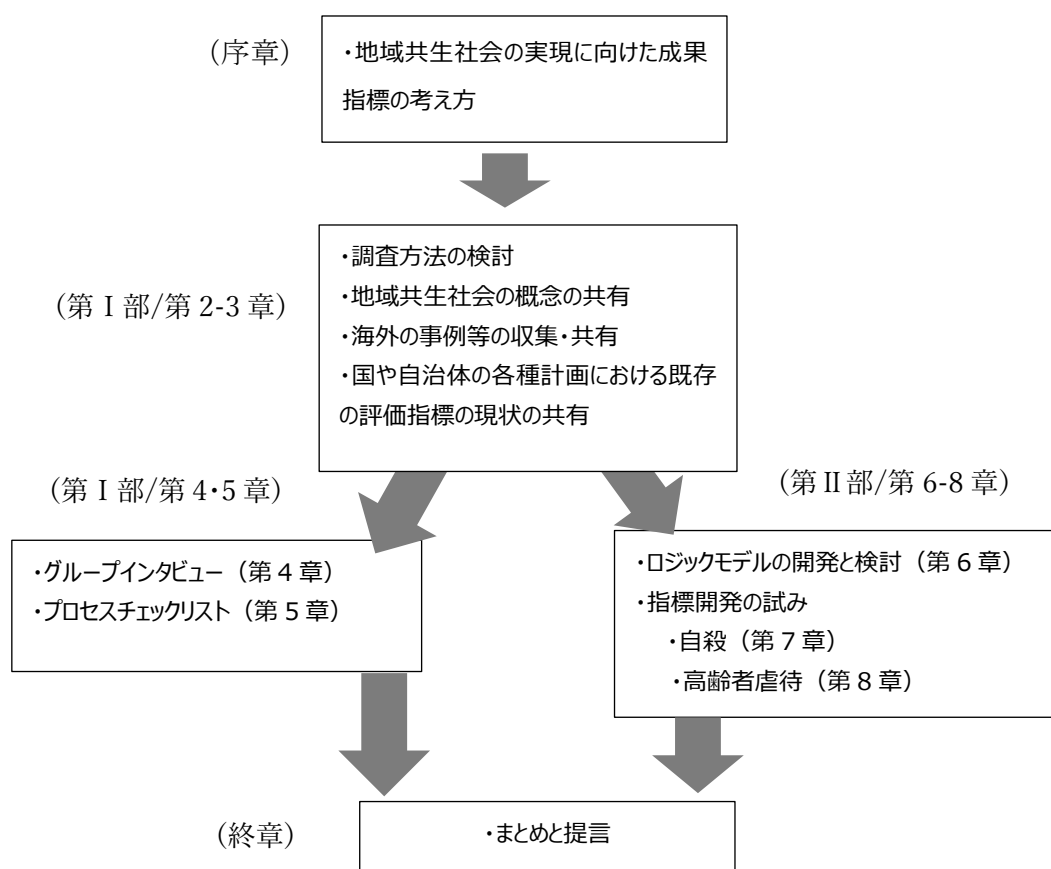 (序章)
・地域共生社会の実現に向けた成果
指標の考え方
(第Ⅰ部/第2-3章)
・調査方法の検討
・地域共生社会の概念の共有
・海外の事例等の収集・共有
・国や自治体の各種計画における既存
の評価指標の現状の共有
(第Ⅰ部/第4・5章)
・グループインタビュー（第4章）
・プロセスチェックリスト（第5章）
(第Ⅱ部/第6-8章)
・ロジックモデルの開発と検討（第6章）
・指標開発の試み
・自殺（第7章）
・高齢者虐待（第8章）
(終章)
・まとめと提言